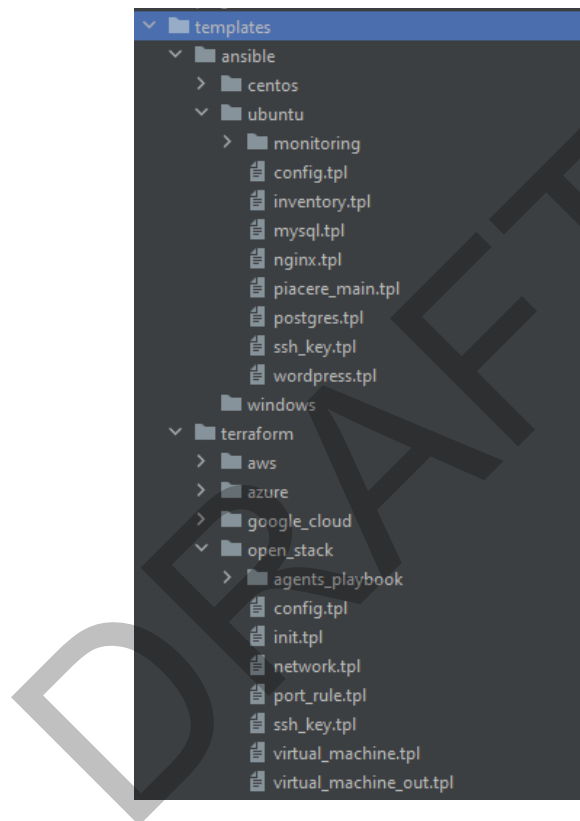 templates
ansible
centos
ubuntu
monitoring
config.tpl
inventory.tpl
mysql.tpl
nginx.tpl
piacere_main.tpl
postgres.tpl
ssh_key.tpl
wordpress.tpl
windows
terraform
aws
azure
google_cloud
open_stack
agents_playbook
config.tpl
init.tpl
network.tpl
port_rule.tpl
ssh_key.tpl
virtual_machine.tpl
virtual_machine_out.tpl
DRAFT